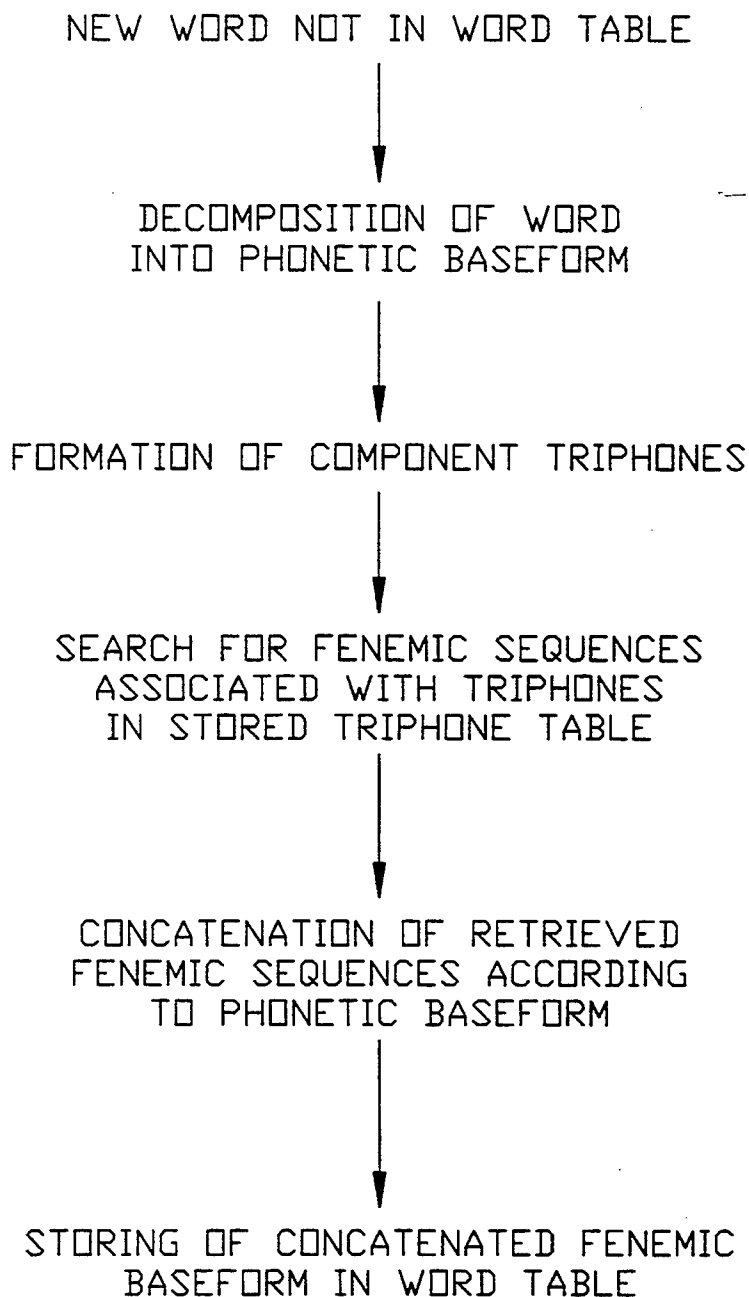 NEW WORD NOT IN WORD TABLE
DECOMPOSITION OF WORD
INTO PHONETIC BASEFORM
FORMATION OF COMPONENT TRIPHONES
SEARCH FOR FENEMIC SEQUENCES
ASSOCIATED WITH TRIPHONES
IN STORED TRIPHONE TABLE
CONCATENATION OF RETRIEVED
FENEMIC SEQUENCES ACCORDING
TO PHONETIC BASEFORM
STORING OF CONCATENATED FENEMIC
BASEFORM IN WORD TABLE